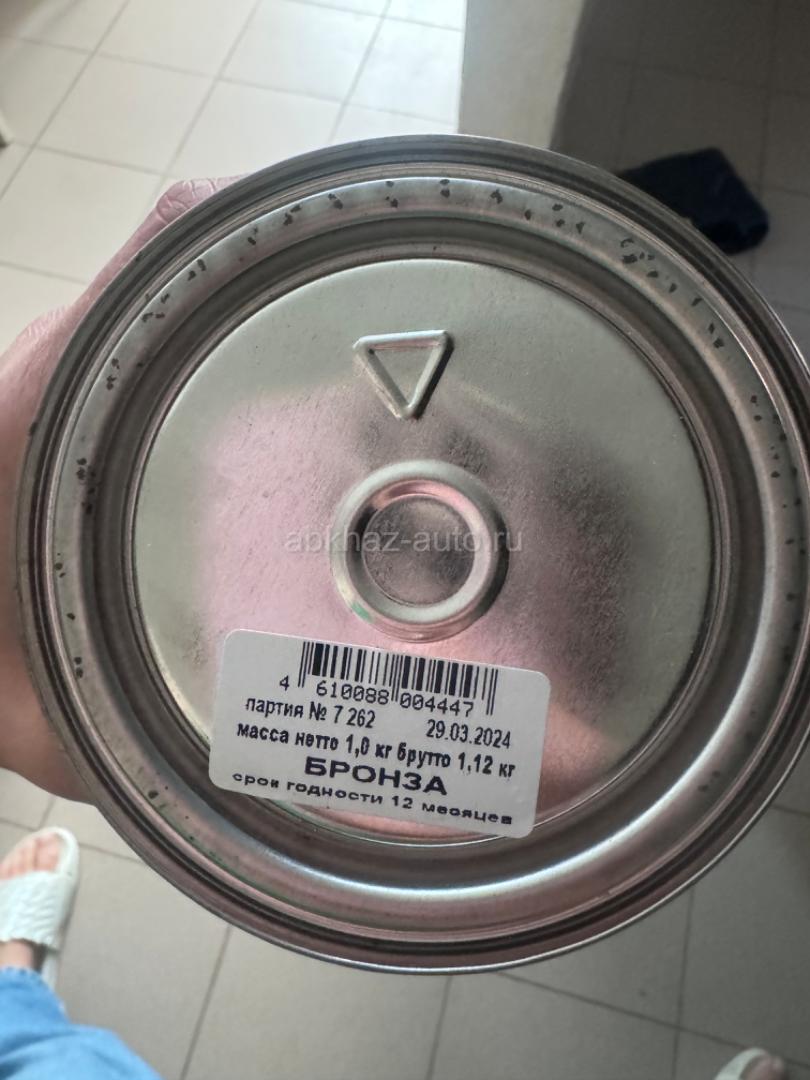 abkhaz-auto.ru
4 610088 004447
партия № 7 262 29.03.2024
масса нетто 1,0 кг брутто 1,12 кг
БРОНЗА
срок годности 12 месяцев